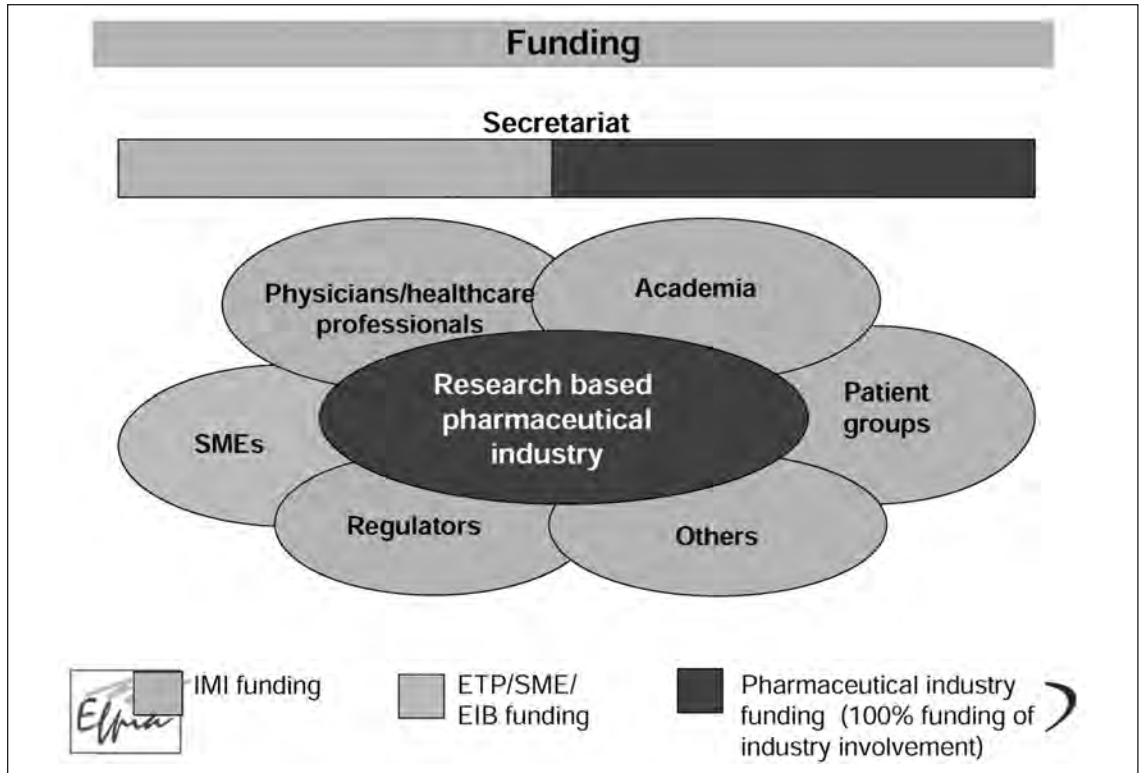 Funding
Secretariat
Physicians/healthcare
professionals
Academia
Research based
pharmaceutical
industry
Patient
groups
SMEs
Regulators
Others
Efpia
IMI funding
ETP/SME/
EIB funding
Pharmaceutical industry
funding (100% funding of
industry involvement)